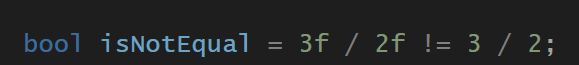 bool isNotEqual = 3f / 2f != 3 / 2;